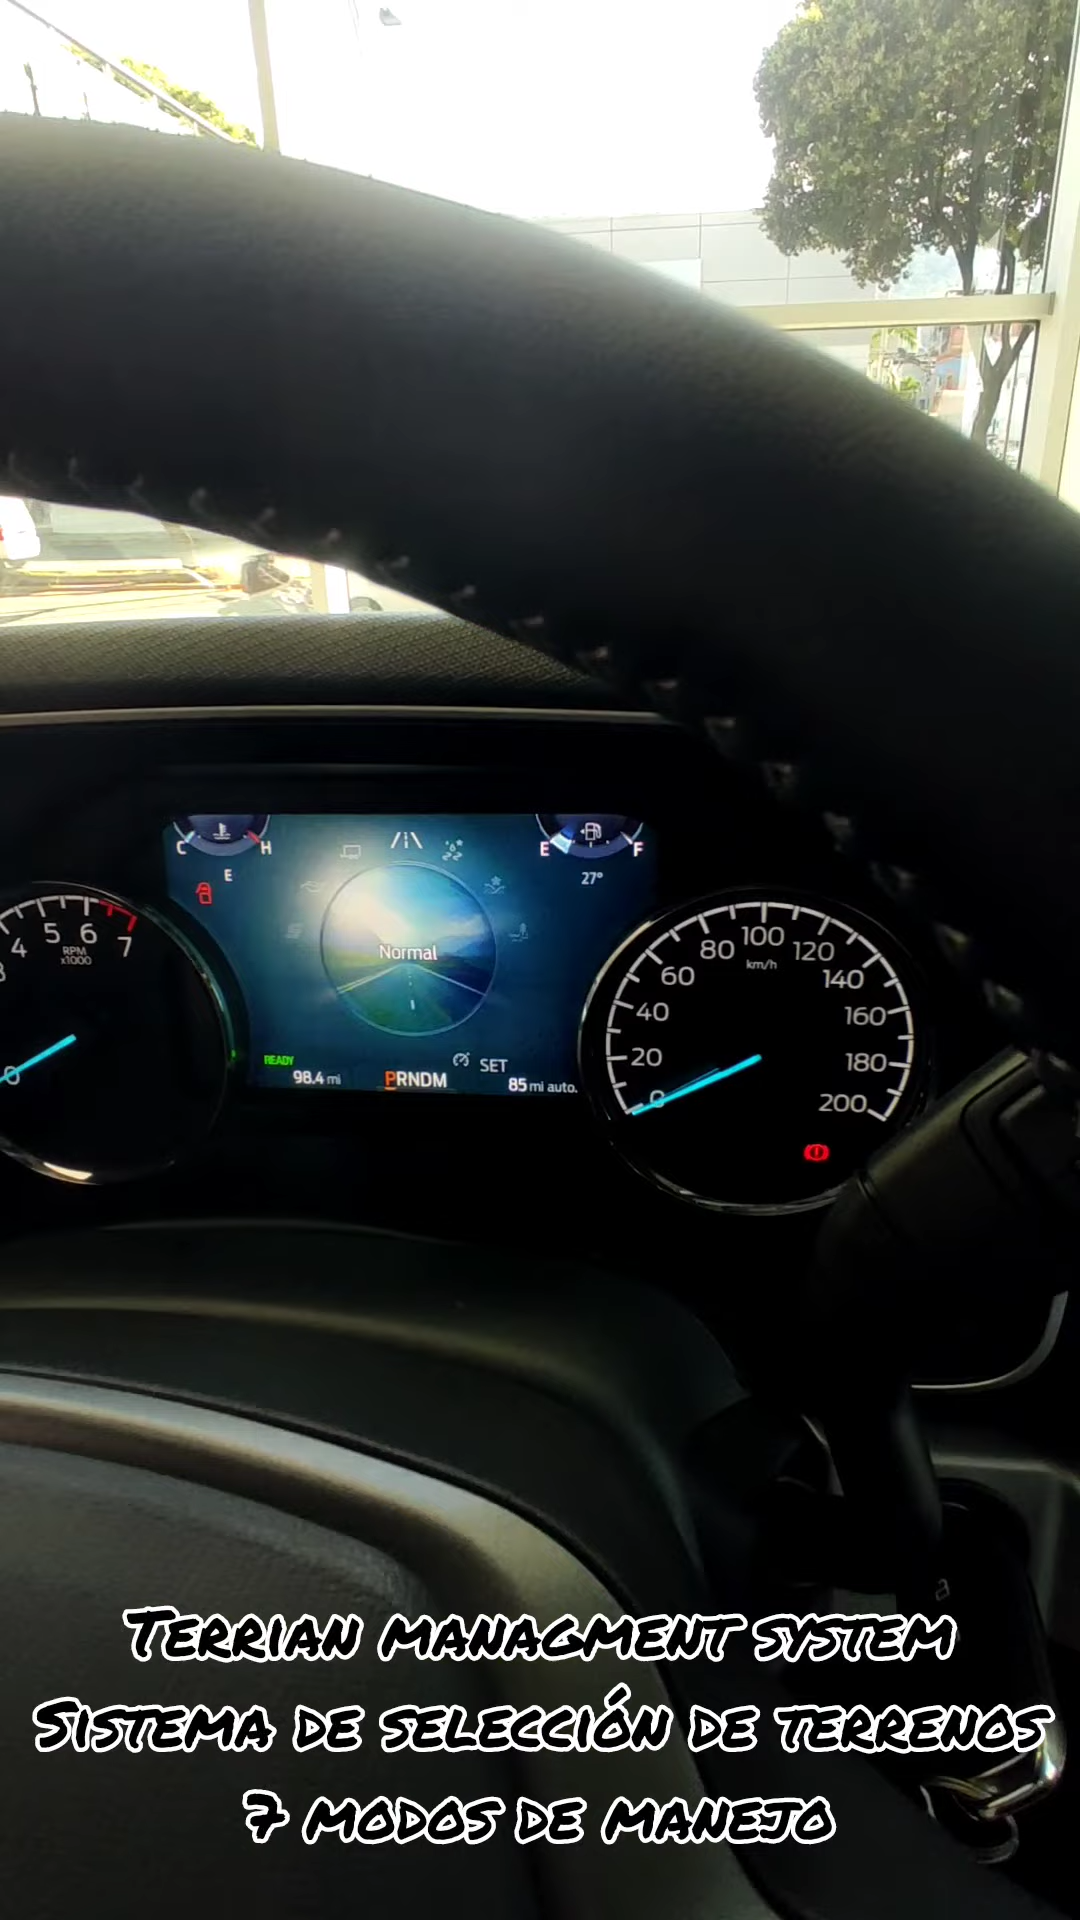 C H
E F
E
27°
4 5 6 7
RPM
x1000
0
Normal
READY
98.4 mi
PRNDM
SET
85 mi auto.
0 20 40 60 80 100 120 140 160 180 200
km/h
TERRIAN MANAGMENT SYSTEM
SISTEMA DE SELECCIÓN DE TERRENOS
7 MODOS DE MANEJO